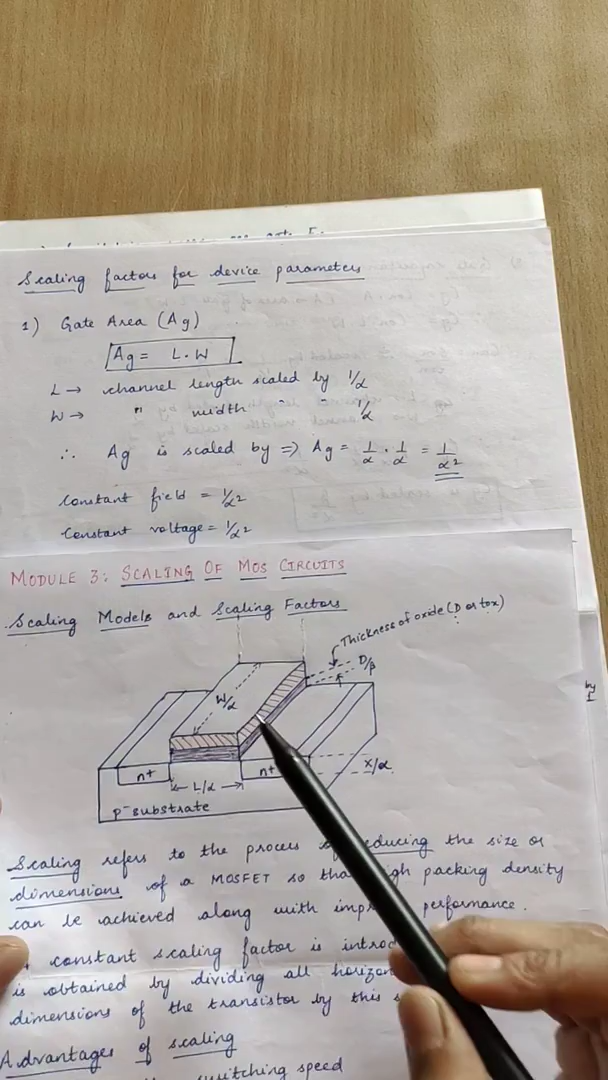 Scaling factors for device parameters
1) Gate Area (Ag)
Ag = L . W
L → channel length scaled by 1/α
W → " width " " 1/α
∴ Ag is scaled by => Ag = 1/α . 1/α = 1/α²
Constant field = 1/α²
Constant voltage = 1/α²
MODULE 3: SCALING OF MOS CIRCUITS
Scaling Models and Scaling Factors
Thickness of oxide (D or tox)
D/β
W/α
n+
L/α
n+
X/α
p-substrate
Scaling refers to the process reducing the size or
dimensions of a MOSFET so high packing density
can be achieved along with performance.
constant scaling factor is
is obtained by dividing all
dimensions of the transistor by this
Advantages of scaling
switching speed